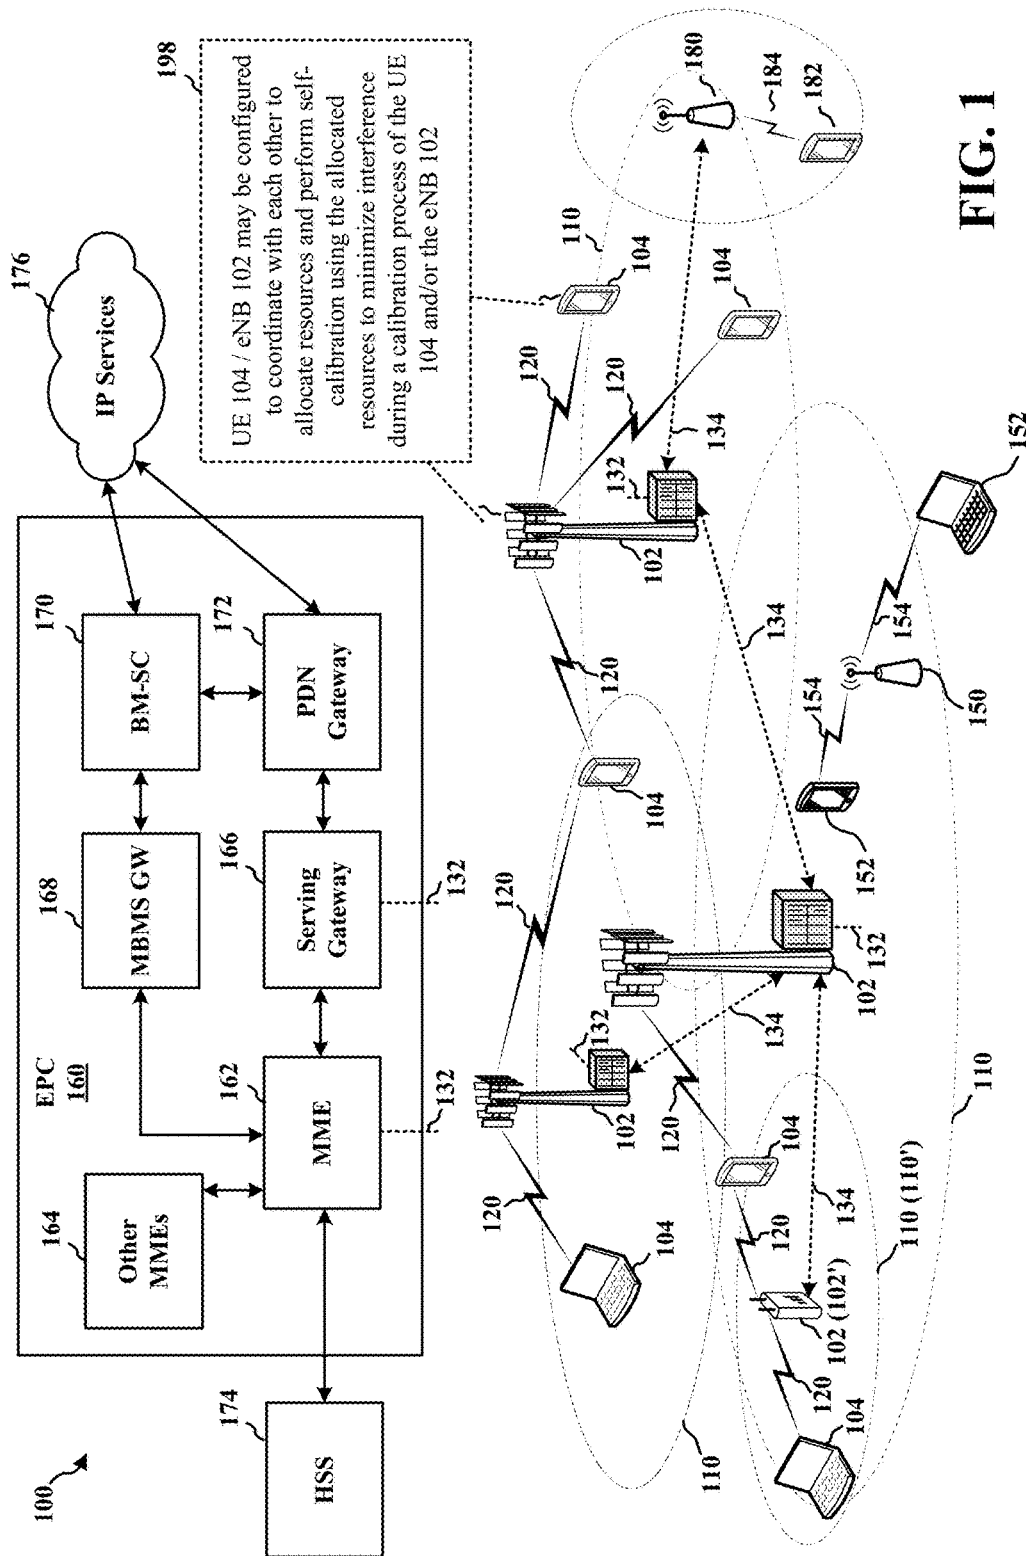 100
HSS
174
EPC
160
Other
MMEs
164
MME
162
132
MBMS GW
168
Serving
Gateway
166
132
BM-SC
170
PDN
Gateway
172
IP Services
176
198
UE 104 / eNB 102 may be configured
to coordinate with each other to
allocate resources and perform self-
calibration using the allocated
resources to minimize interference
during a calibration process of the UE
104 and/or the eNB 102
104
120
102
132
120
104
120
102
132
120
110
104
120
134
110
104
120
104
120
102 (102')
120
104
120
134
110 (110')
110
102
132
134
134
152
154
150
154
152
180
184
182
FIG. 1